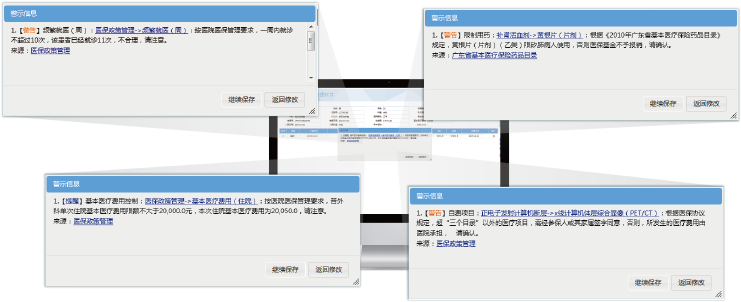 警示信息
1.【警告】频繁就医（周）：医保政策管理->频繁就医（周）：按医院医保管理要求，一周内就诊
不超过10次，该患者已经就诊11次，不合理，请注意。
来源：医保政策管理
继续保存 返回修改
警示信息
1.【警告】限制用药：补肾活血剂->黄根片（片剂）：根据《2010年广东省基本医疗保险药品目录》
规定，黄根片（片剂）（乙类）限矽肺病人使用，否则医保基金不予报销，请确认。
来源：广东省基本医疗保险药品目录
继续保存 返回修改
警示信息
1.【提醒】基本医疗费用控制：医保政策管理->基本医疗费用（住院）：按医院医保管理要求，普外
科单次住院基本医疗费用限额不大于20,000.0元，本次住院基本医疗费用为20,050.0，请注意。
来源：医保政策管理
继续保存 返回修改
警示信息
1.【警告】自费项目：正电子发射计算机断层->x线计算机体层综合显像（PET/CT）：根据医保协议
规定，超“三个目录”以外的医疗项目，需经参保人或其家属签字同意，否则，所发生的医疗费用由
医院承担，请确认。
来源：医保政策管理
继续保存 返回修改